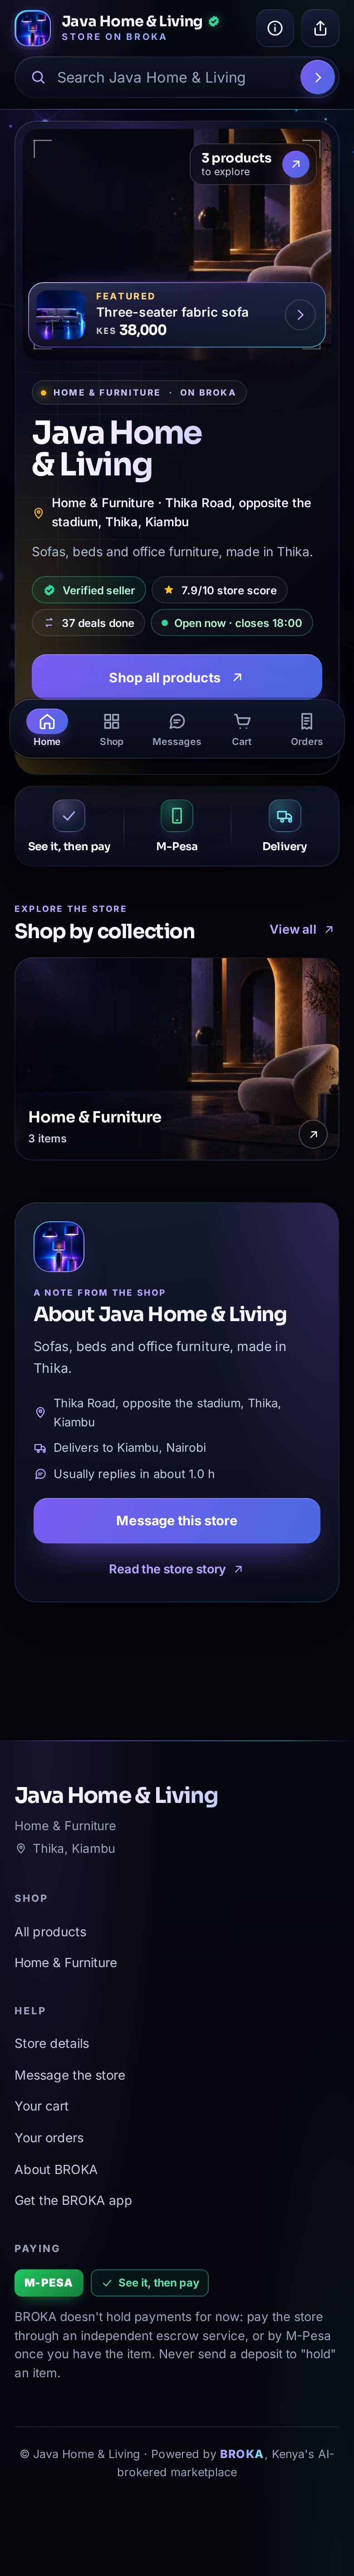 Java Home & Living
STORE ON BROKA
Search Java Home & Living
3 products
to explore
FEATURED
Three-seater fabric sofa
KES 38,000
HOME & FURNITURE · ON BROKA
Java Home
& Living
Home & Furniture · Thika Road, opposite the
stadium, Thika, Kiambu
Sofas, beds and office furniture, made in Thika.
Verified seller
7.9/10 store score
37 deals done
Open now · closes 18:00
Shop all products
Home
Shop
Messages
Cart
Orders
See it, then pay
M-Pesa
Delivery
EXPLORE THE STORE
Shop by collection
View all
Home & Furniture
3 items
A NOTE FROM THE SHOP
About Java Home & Living
Sofas, beds and office furniture, made in
Thika.
Thika Road, opposite the stadium, Thika,
Kiambu
Delivers to Kiambu, Nairobi
Usually replies in about 1.0 h
Message this store
Read the store story
Java Home & Living
Home & Furniture
Thika, Kiambu
SHOP
All products
Home & Furniture
HELP
Store details
Message the store
Your cart
Your orders
About BROKA
Get the BROKA app
PAYING
M-PESA
See it, then pay
BROKA doesn't hold payments for now: pay the store
through an independent escrow service, or by M-Pesa
once you have the item. Never send a deposit to "hold"
an item.
© Java Home & Living · Powered by BROKA, Kenya's AI-
brokered marketplace